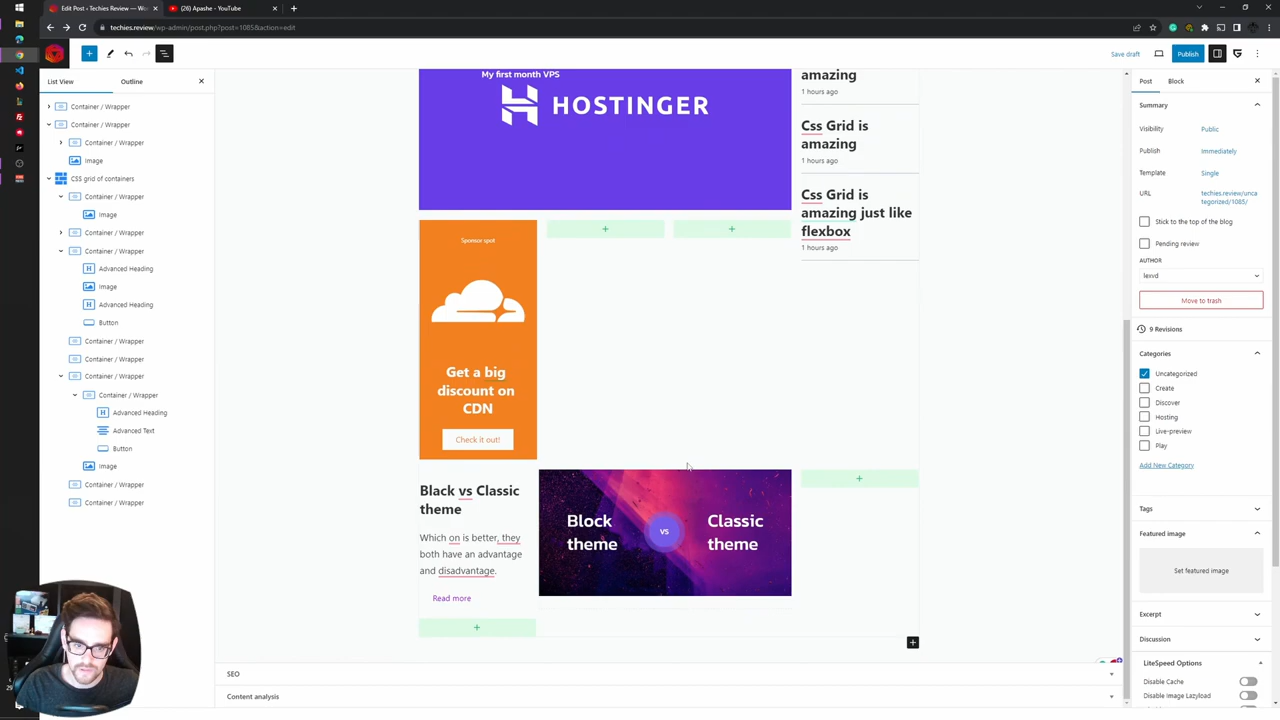 Edit Post ‹ Techies Review — Wo
(26) Apashe - YouTube
techies.review/wp-admin/post.php?post=1085&action=edit
Save draft
Publish
List View
Outline
Container / Wrapper
Container / Wrapper
Container / Wrapper
Image
CSS grid of containers
Container / Wrapper
Image
Container / Wrapper
Container / Wrapper
Advanced Heading
Image
Advanced Heading
Button
Container / Wrapper
Container / Wrapper
Container / Wrapper
Container / Wrapper
Advanced Heading
Advanced Text
Button
Image
Container / Wrapper
Container / Wrapper
My first month VPS
HOSTINGER
Sponsor spot
Get a big
discount on
CDN
Check it out!
Black vs Classic
theme
Which on is better, they
both have an advantage
and disadvantage.
Read more
Block
theme
VS
Classic
theme
amazing
1 hours ago
Css Grid is
amazing
1 hours ago
Css Grid is
amazing just like
flexbox
1 hours ago
SEO
Content analysis
Post
Block
Summary
Visibility
Public
Publish
Immediately
Template
Single
URL
techies.review/unca
tegorized/1085/
Stick to the top of the blog
Pending review
AUTHOR
lexvd
Move to trash
9 Revisions
Categories
Uncategorized
Create
Discover
Hosting
Live-preview
Play
Add New Category
Tags
Featured image
Set featured image
Excerpt
Discussion
LiteSpeed Options
Disable Cache
Disable Image Lazyload